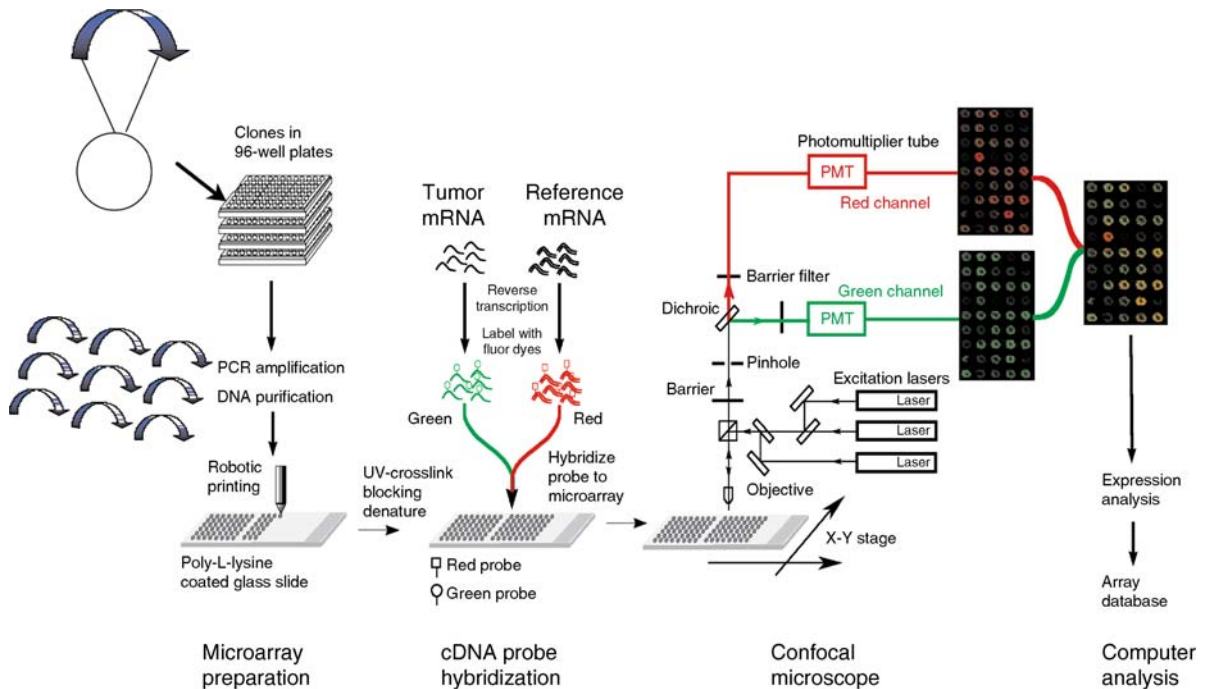 Clones in
96-well plates
PCR amplification
DNA purification
Robotic
printing
Poly-L-lysine
coated glass slide
Microarray
preparation
UV-crosslink
blocking
denature
Tumor
mRNA
Reference
mRNA
Reverse
transcription
Label with
fluor dyes
Green
Red
Hybridize
probe to
microarray
Red probe
Green probe
cDNA probe
hybridization
Photomultiplier tube
PMT
Red channel
Barrier filter
Green channel
Dichroic
PMT
Pinhole
Barrier
Excitation lasers
Laser
Laser
Laser
Objective
X-Y stage
Confocal
microscope
Expression
analysis
Array
database
Computer
analysis